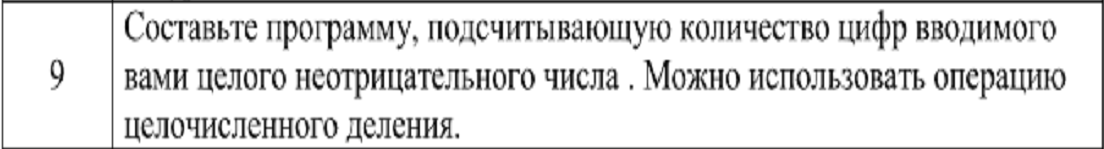 Составьте программу, подсчитывающую количество цифр вводимого
9 вами целого неотрицательного числа . Можно использовать операцию
целочисленного деления.